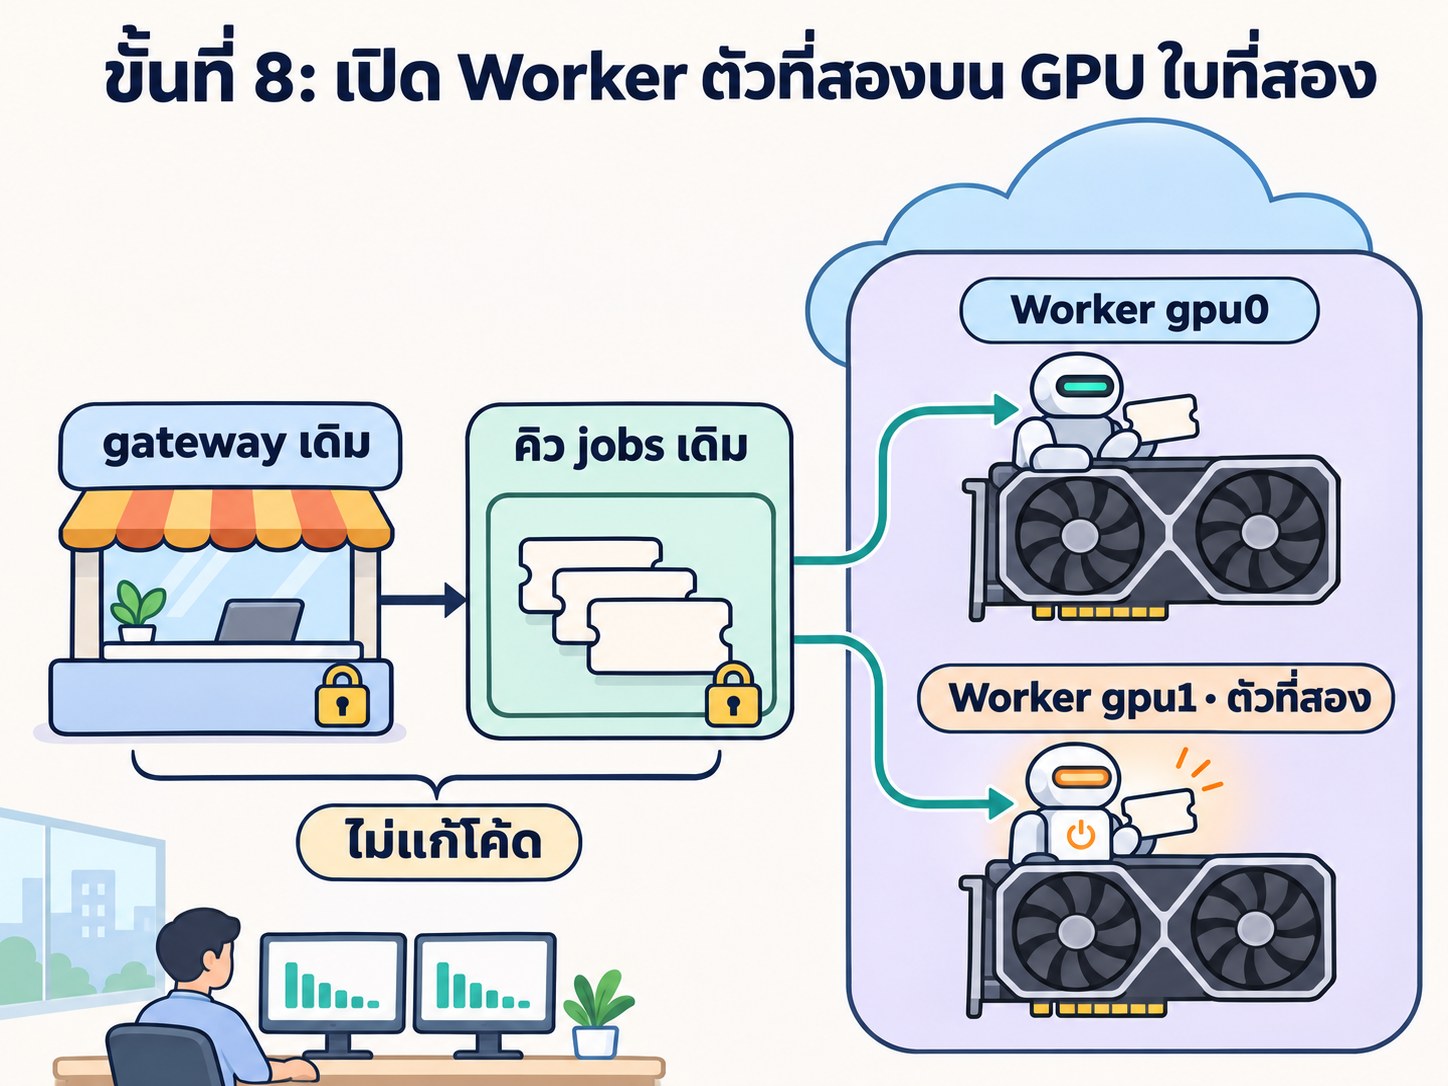 ขั้นที่ 8: เปิด Worker ตัวที่สองบน GPU ใบที่สอง
Worker gpu0
gateway เดิม
คิว jobs เดิม
Worker gpu1 · ตัวที่สอง
ไม่แก้โค้ด